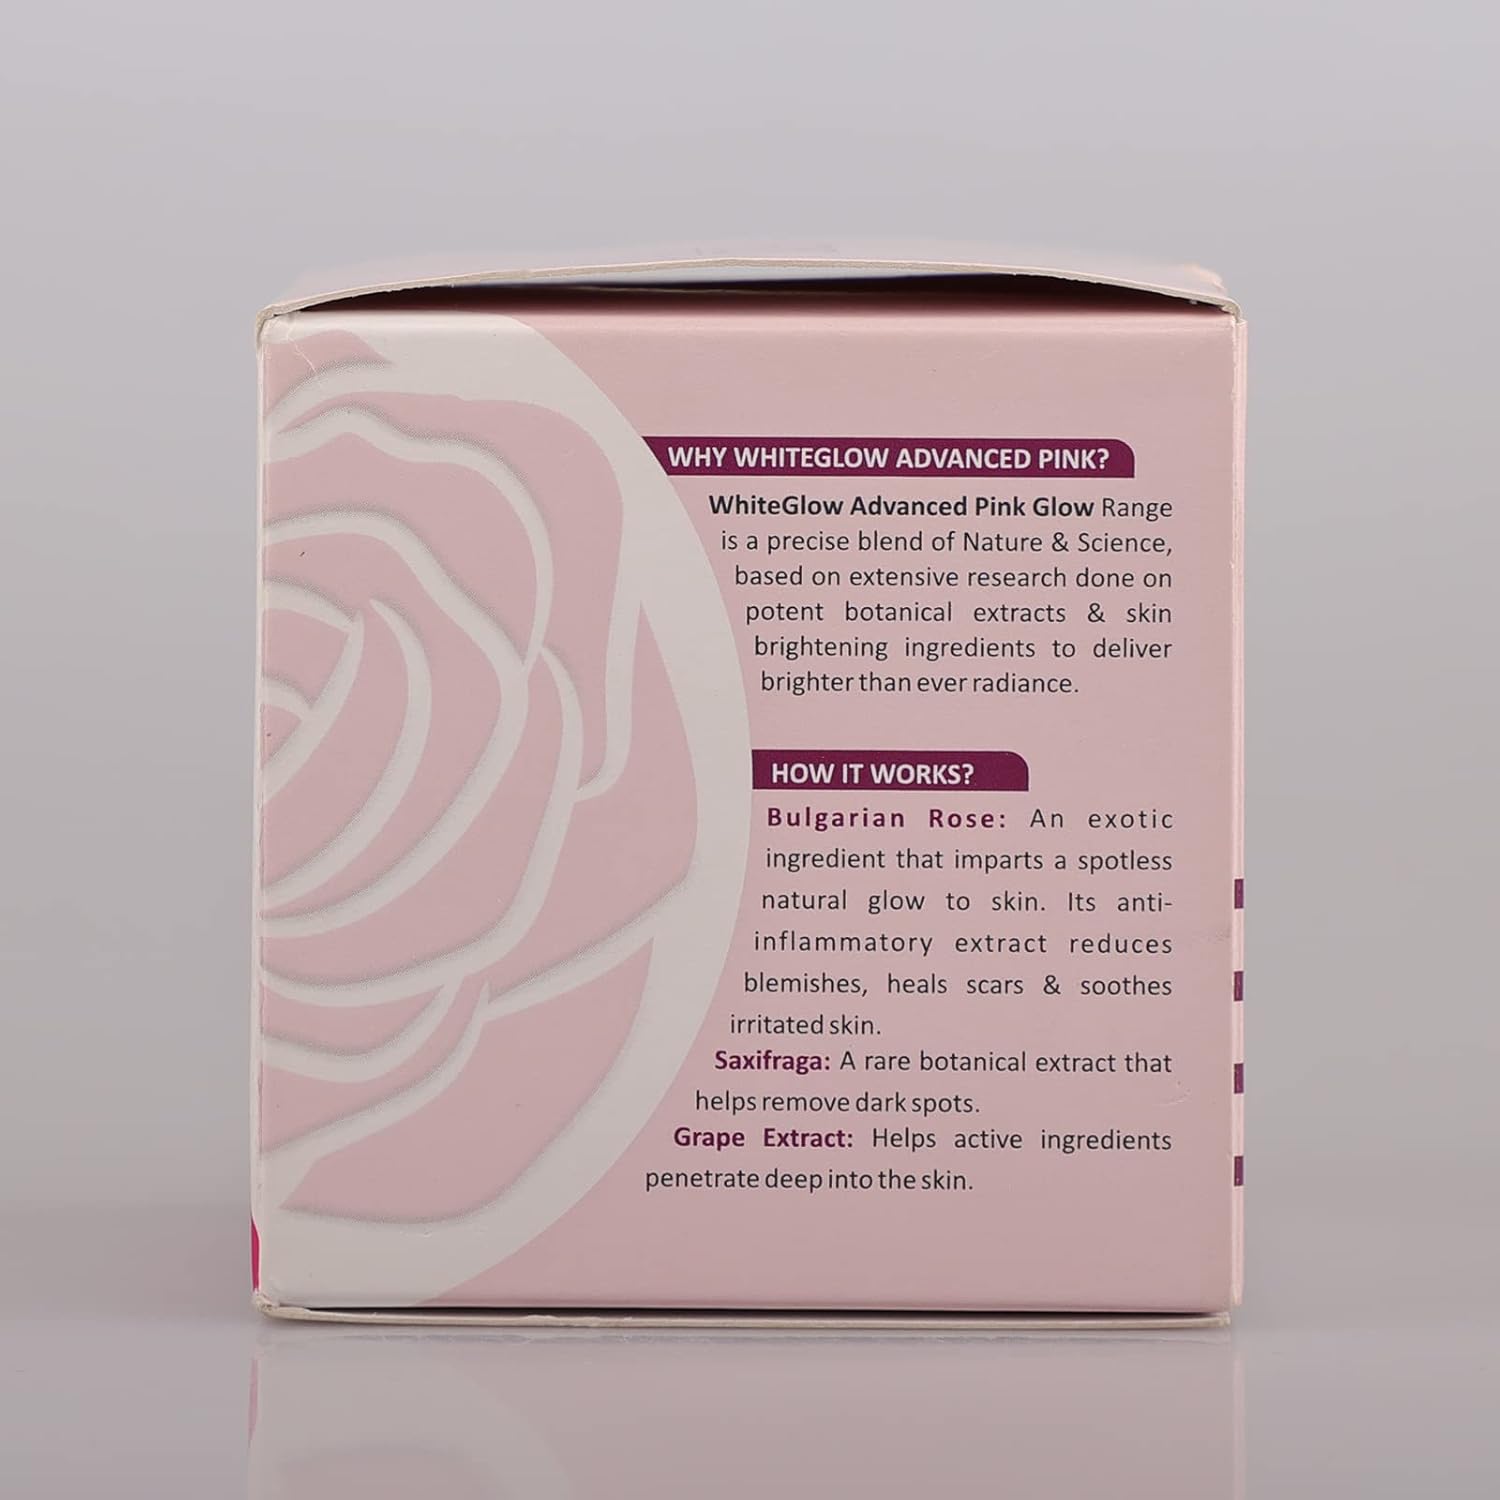 WHY WHITEGLOW ADVANCED PINK?
WhiteGlow Advanced Pink Glow Range
is a precise blend of Nature & Science,
based on extensive research done on
potent botanical extracts & skin
brightening ingredients to deliver
brighter than ever radiance.
HOW IT WORKS?
Bulgarian Rose: An exotic
ingredient that imparts a spotless
natural glow to skin. Its anti-
inflammatory extract reduces
blemishes, heals scars & soothes
irritated skin.
Saxifraga: A rare botanical extract that
helps remove dark spots.
Grape Extract: Helps active ingredients
penetrate deep into the skin.